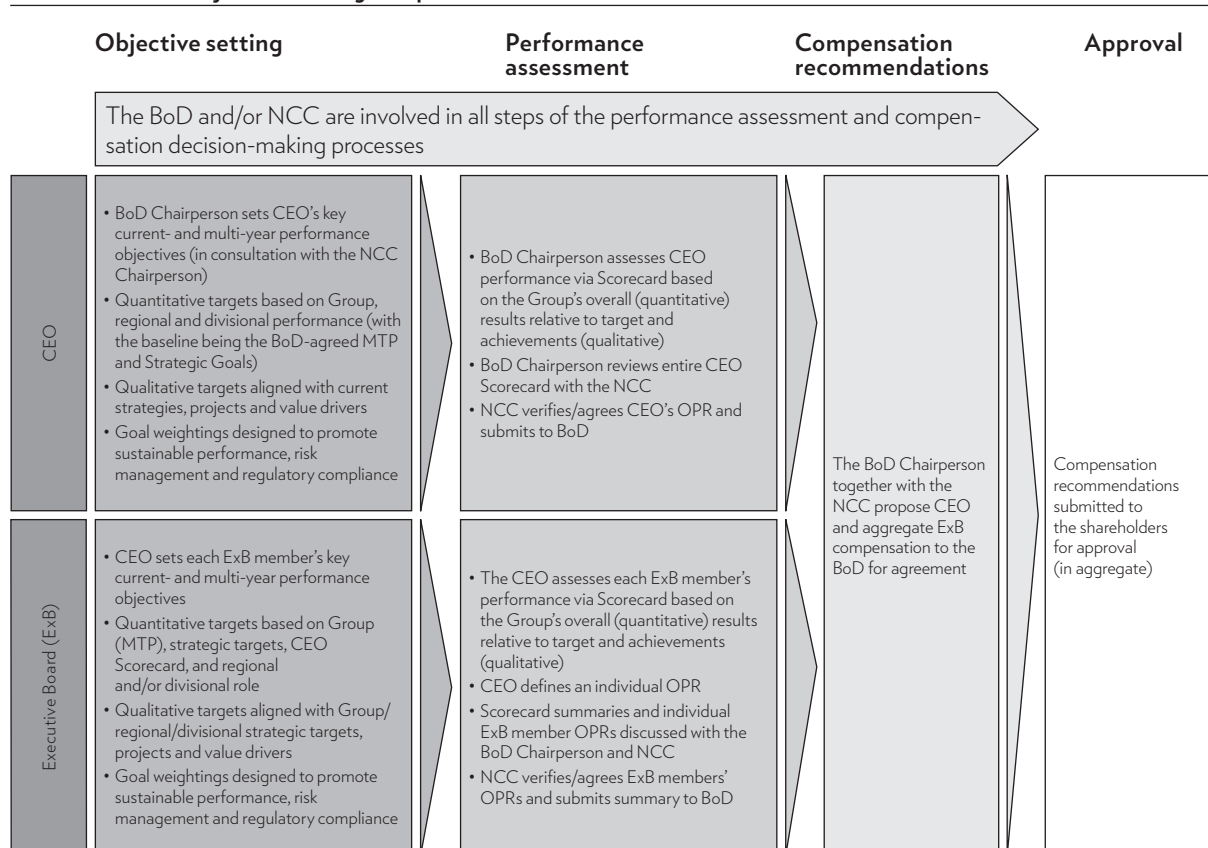 Objective setting
Performance
assessment
Compensation
recommendations
Approval
The BoD and/or NCC are involved in all steps of the performance assessment and compen-
sation decision-making processes
CEO
• BoD Chairperson sets CEO's key
current- and multi-year performance
objectives (in consultation with the NCC
Chairperson)
• Quantitative targets based on Group,
regional and divisional performance (with
the baseline being the BoD-agreed MTP
and Strategic Goals)
• Qualitative targets aligned with current
strategies, projects and value drivers
• Goal weightings designed to promote
sustainable performance, risk
management and regulatory compliance
• BoD Chairperson assesses CEO
performance via Scorecard based
on the Group's overall (quantitative)
results relative to target and
achievements (qualitative)
• BoD Chairperson reviews entire CEO
Scorecard with the NCC
• NCC verifies/agrees CEO's OPR and
submits to BoD
Executive Board (ExB)
• CEO sets each ExB member's key
current- and multi-year performance
objectives
• Quantitative targets based on Group
(MTP), strategic targets, CEO
Scorecard, and regional
and/or divisional role
• Qualitative targets aligned with Group/
regional/divisional strategic targets,
projects and value drivers
• Goal weightings designed to promote
sustainable performance, risk
management and regulatory compliance
• The CEO assesses each ExB member's
performance via Scorecard based on
the Group's overall (quantitative) results
relative to target and achievements
(qualitative)
• CEO defines an individual OPR
• Scorecard summaries and individual
ExB member OPRs discussed with the
BoD Chairperson and NCC
• NCC verifies/agrees ExB members'
OPRs and submits summary to BoD
The BoD Chairperson
together with the
NCC propose CEO
and aggregate ExB
compensation to the
BoD for agreement
Compensation
recommendations
submitted to
the shareholders
for approval
(in aggregate)